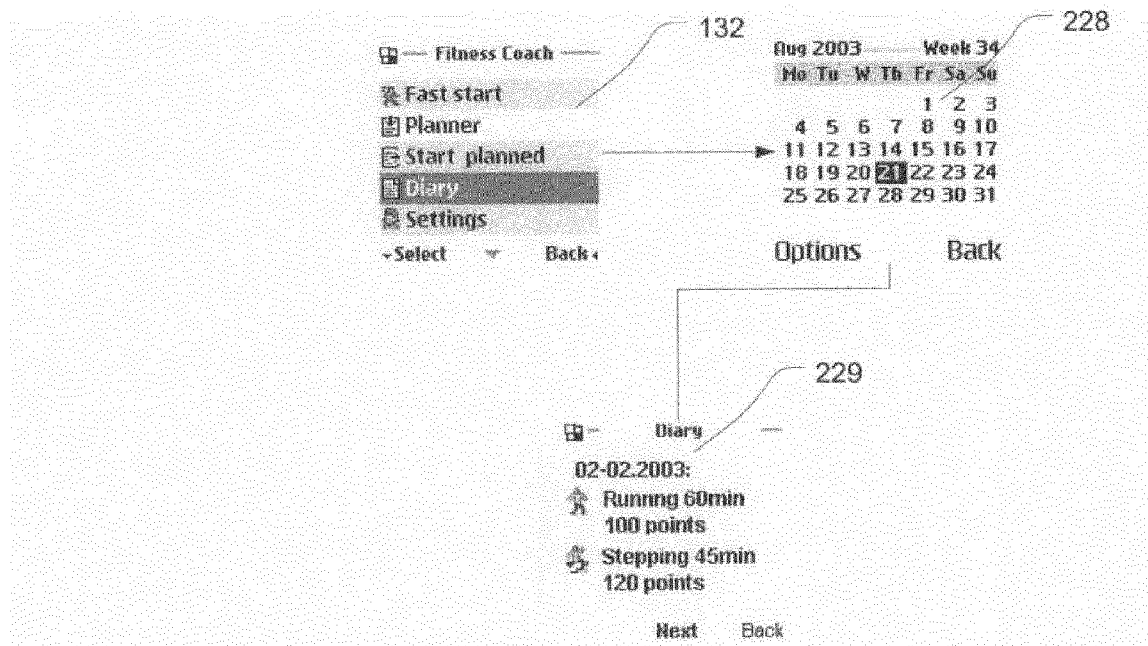 132
Fitness Coach
Fast start
Planner
Start planned
Diary
Settings
Select Back
228
Aug 2003 Week 34
Mo Tu W Th Fr Sa Su
1 2 3
4 5 6 7 8 9 10
11 12 13 14 15 16 17
18 19 20 21 22 23 24
25 26 27 28 29 30 31
Options Back
229
Diary
02-02.2003:
Runnng 60min
100 points
Stepping 45min
120 points
Next Back